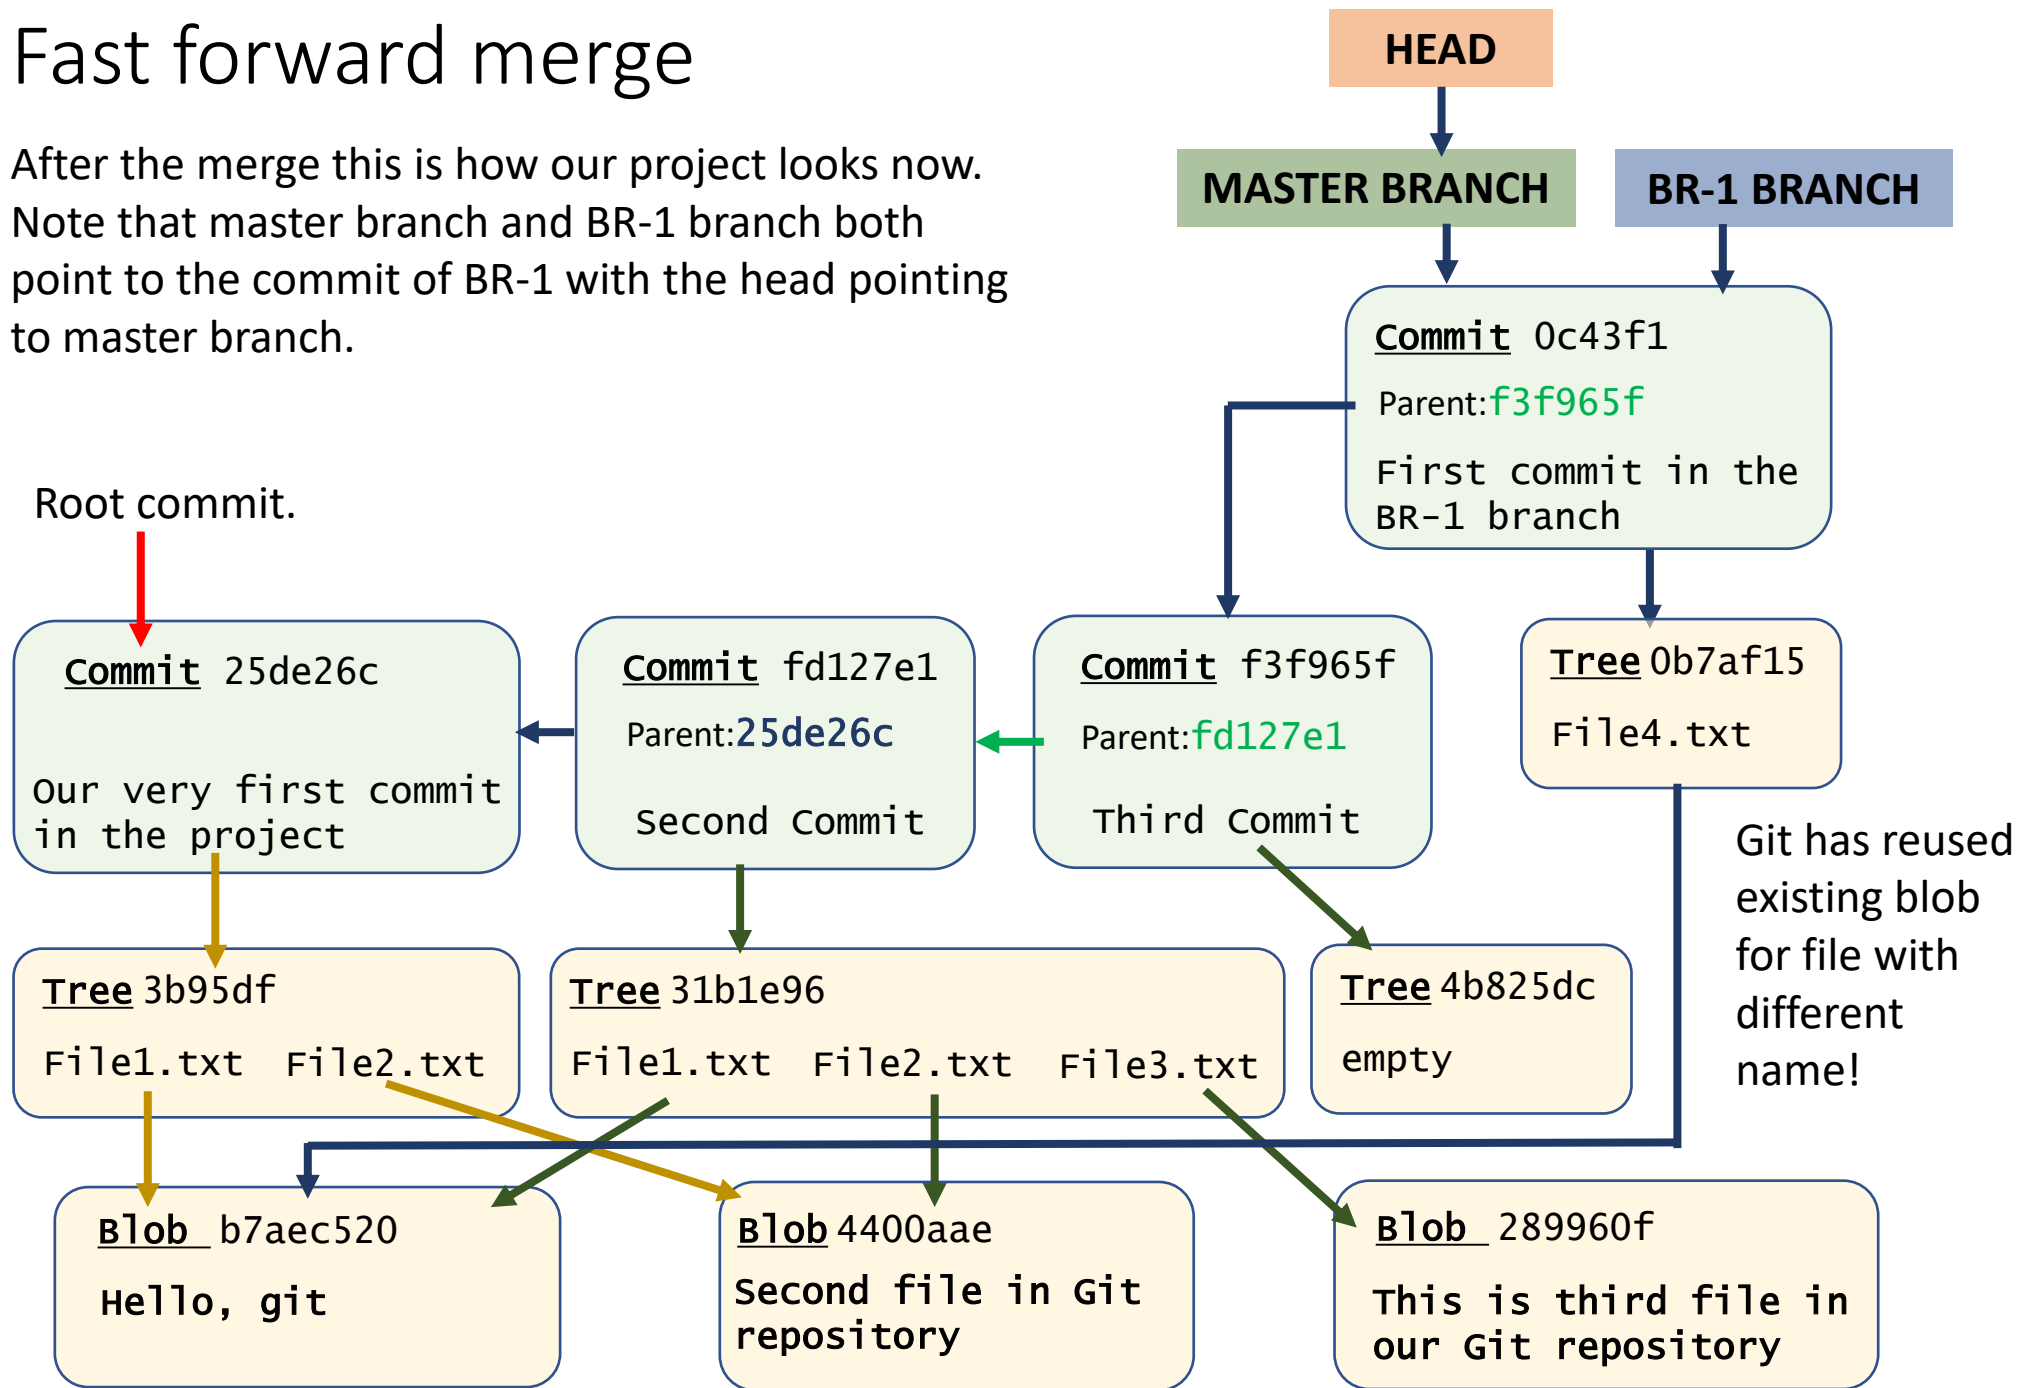 Fast forward merge
HEAD
After the merge this is how our project looks now.
Note that master branch and BR-1 branch both
point to the commit of BR-1 with the head pointing
to master branch.
MASTER BRANCH
BR-1 BRANCH
Commit 0c43f1
Parent:f3f965f
First commit in the
BR-1 branch
Root commit.
Commit 25de26c
Our very first commit
in the project
Commit fd127e1
Parent:25de26c
Second Commit
Commit f3f965f
Parent:fd127e1
Third Commit
Tree 0b7af15
File4.txt
Git has reused
existing blob
for file with
different
name!
Tree 3b95df
File1.txt File2.txt
Tree 31b1e96
File1.txt File2.txt File3.txt
Tree 4b825dc
empty
Blob b7aec520
Hello, git
Blob 4400aae
Second file in Git
repository
Blob 289960f
This is third file in
our Git repository